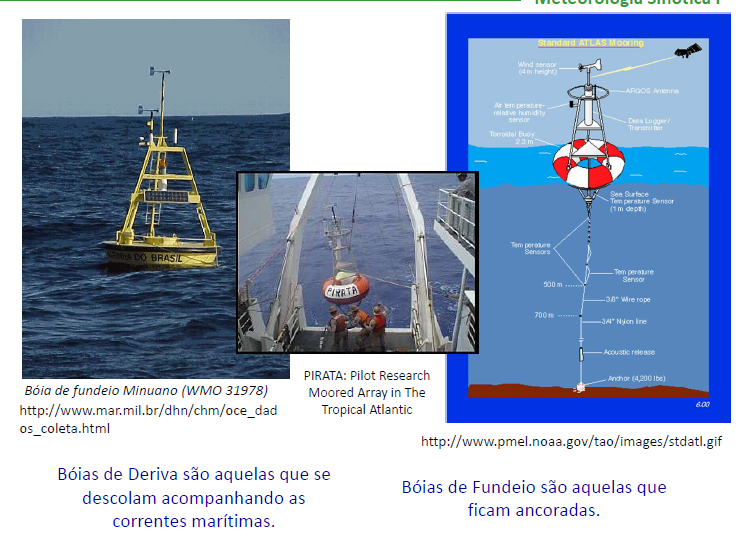 Meteorologia Sinótica I
Standard ATLAS Mooring
Wind sensor
(4 m height)
ARGOS Antenna
Air temperature-
relative humidity
sensor
Data Logger/
Transmitter
Torroidal Buoy
2.3 m
Sea Surface
Temperature Sensor
(1 m depth)
Temperature
Sensors
Temperature
Sensor
500 m
3/8" Wire rope
700 m
3/4" Nylon line
Acoustic release
Anchor (4,200 lbs)
6.00
DO BRASIL
PIRATA
Bóia de fundeio Minuano (WMO 31978)
http://www.mar.mil.br/dhn/chm/oce_dad
os_coleta.html
PIRATA: Pilot Research
Moored Array in The
Tropical Atlantic
http://www.pmel.noaa.gov/tao/images/stdatl.gif
Bóias de Deriva são aquelas que se
descolam acompanhando as
correntes marítimas.
Bóias de Fundeio são aquelas que
ficam ancoradas.